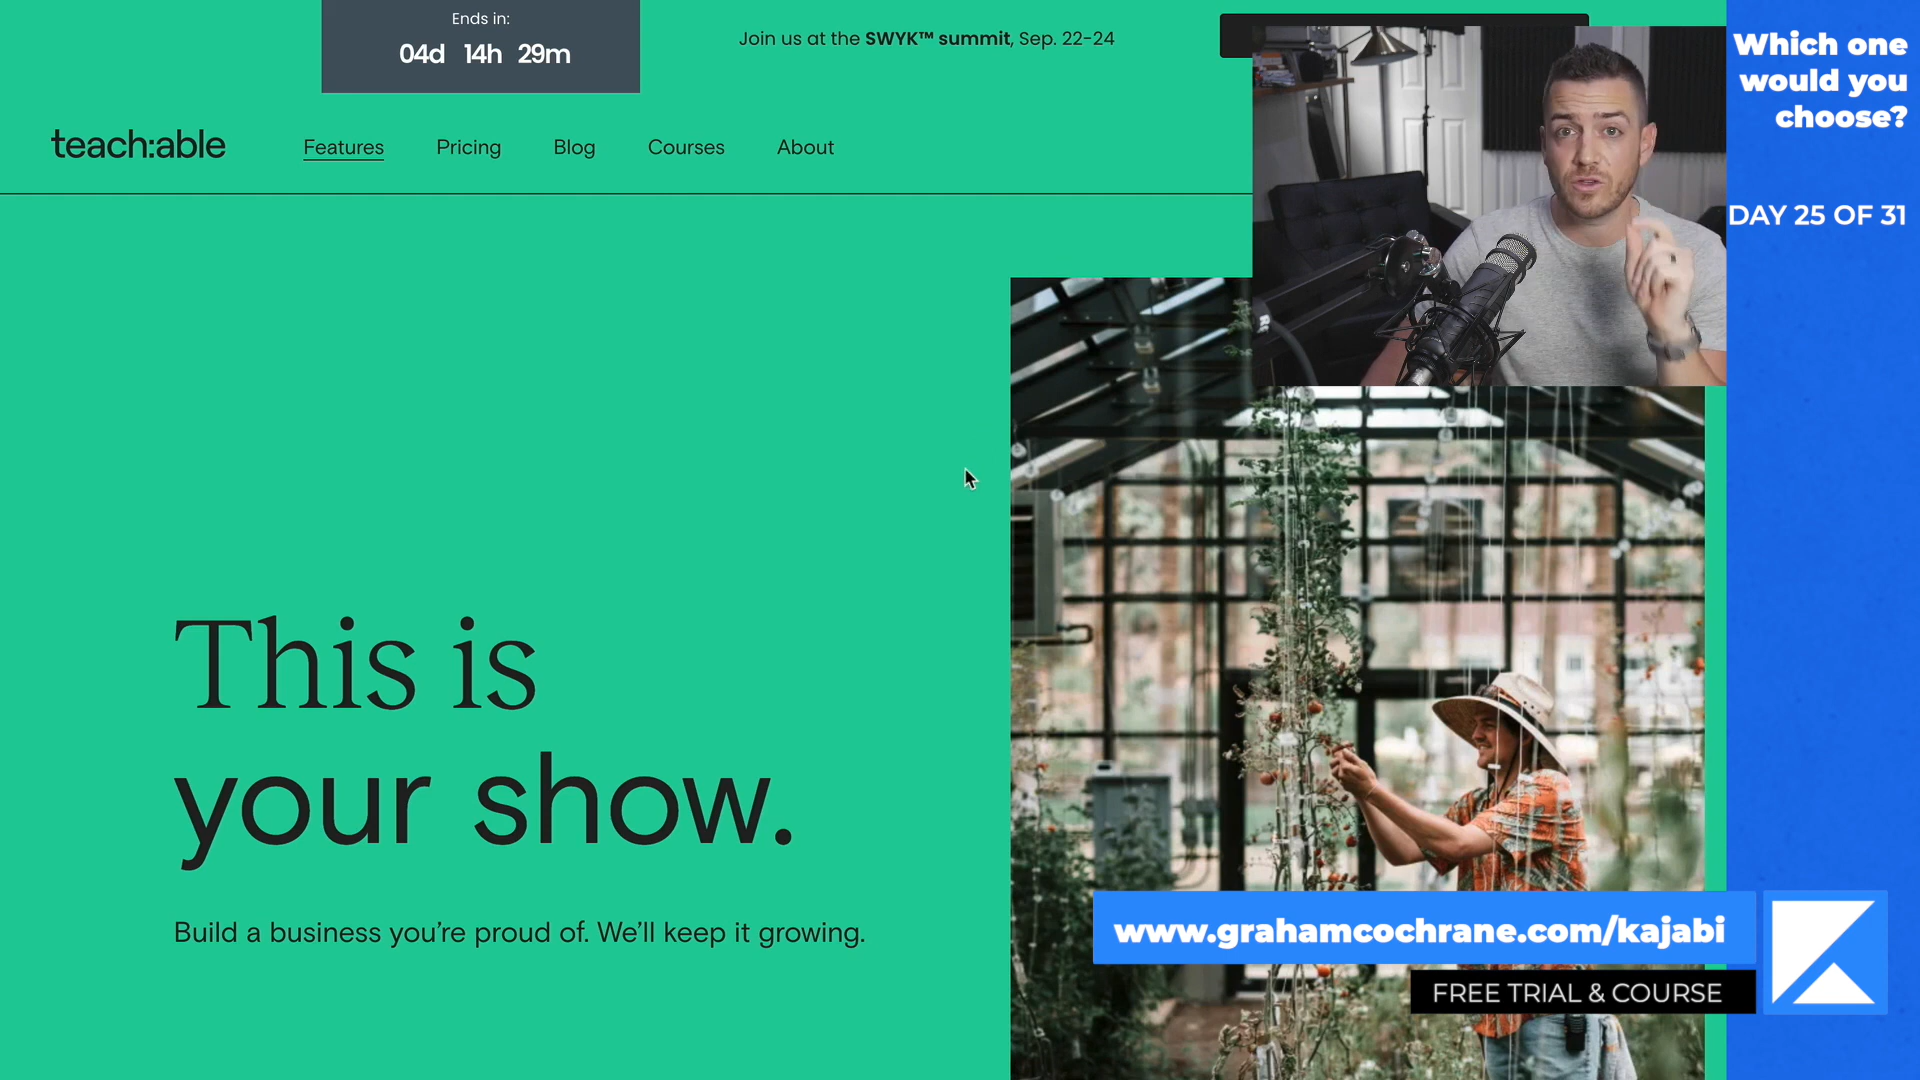 Ends in:
04d 14h 29m
Join us at the SWYK™ summit, Sep. 22-24
teach:able
Features
Pricing
Blog
Courses
About
Which one
would you
choose?
DAY 25 OF 31
This is
your show.
Build a business you're proud of. We'll keep it growing.
www.grahamcochrane.com/kajabi
FREE TRIAL & COURSE